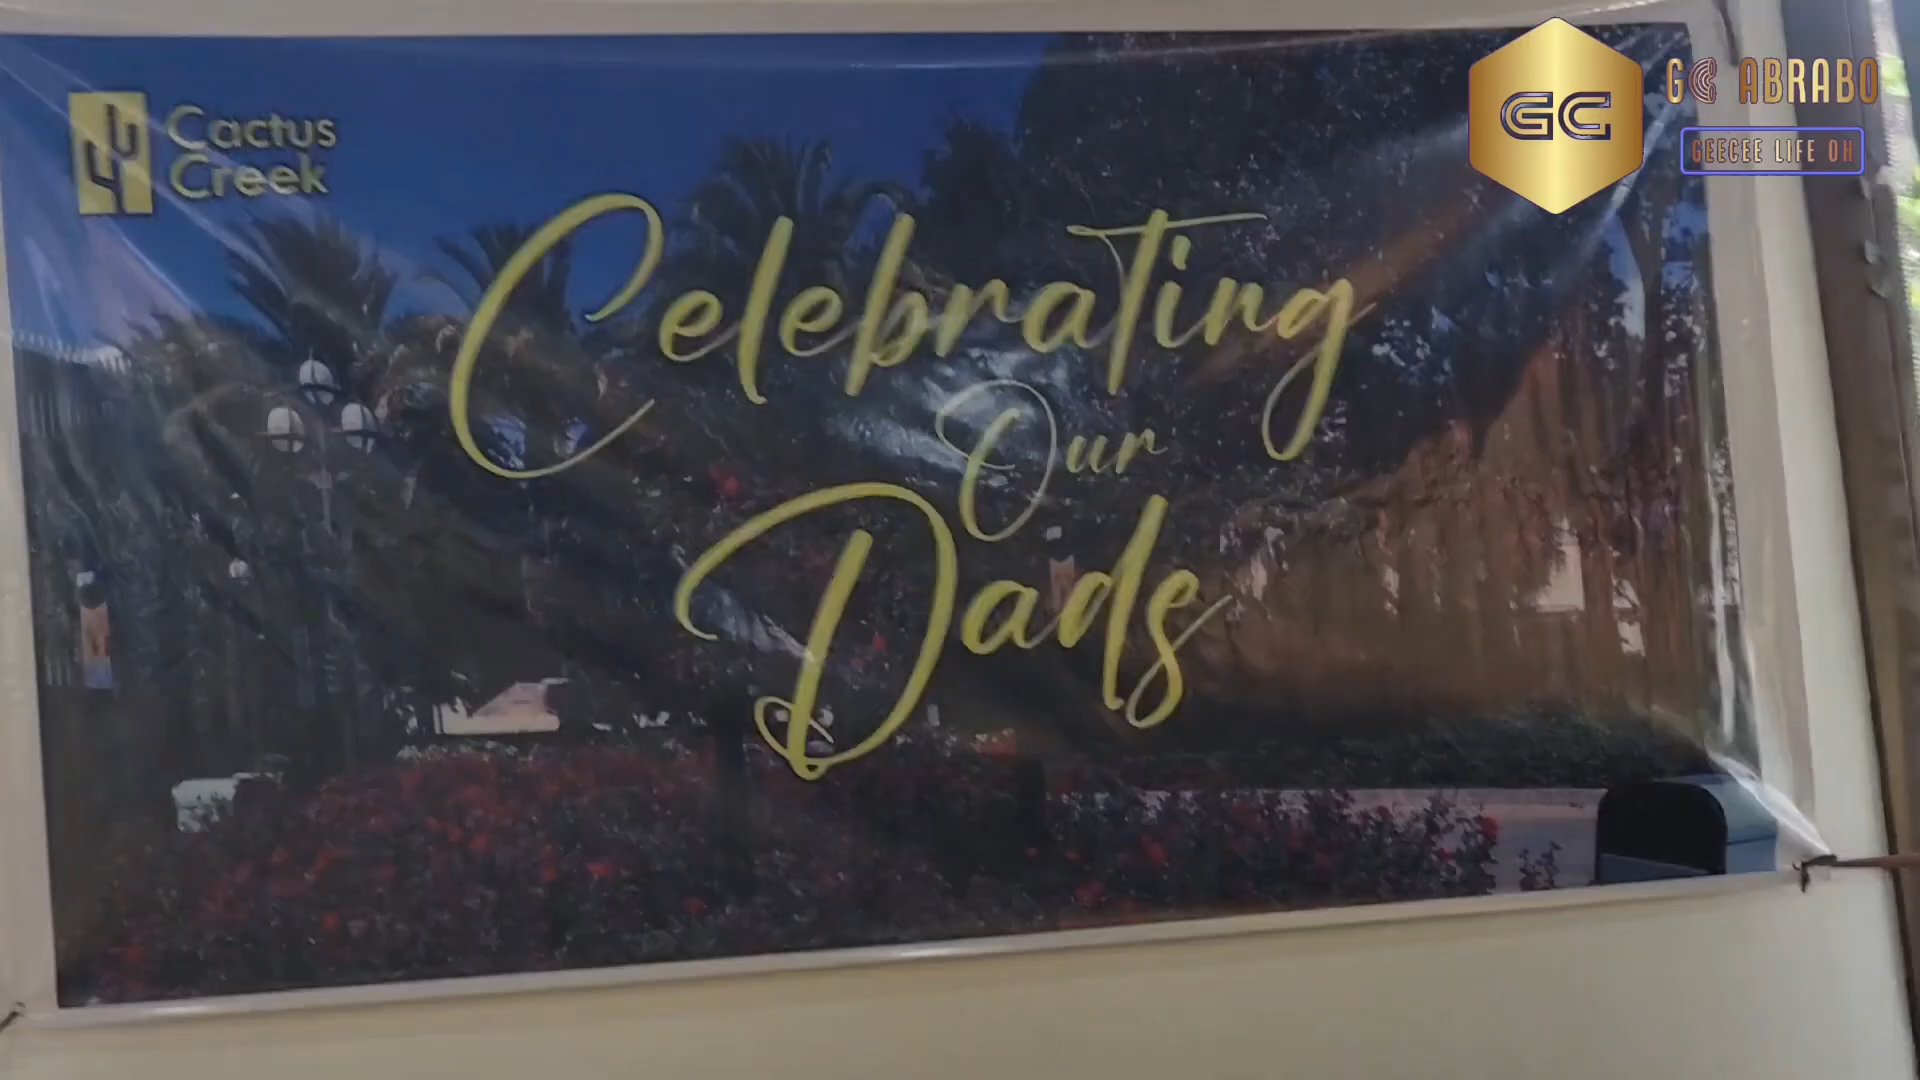 Cactus
Creek
Celebrating
Our
Dads
GC
GC ABRABO
GEECEE LIFE OH